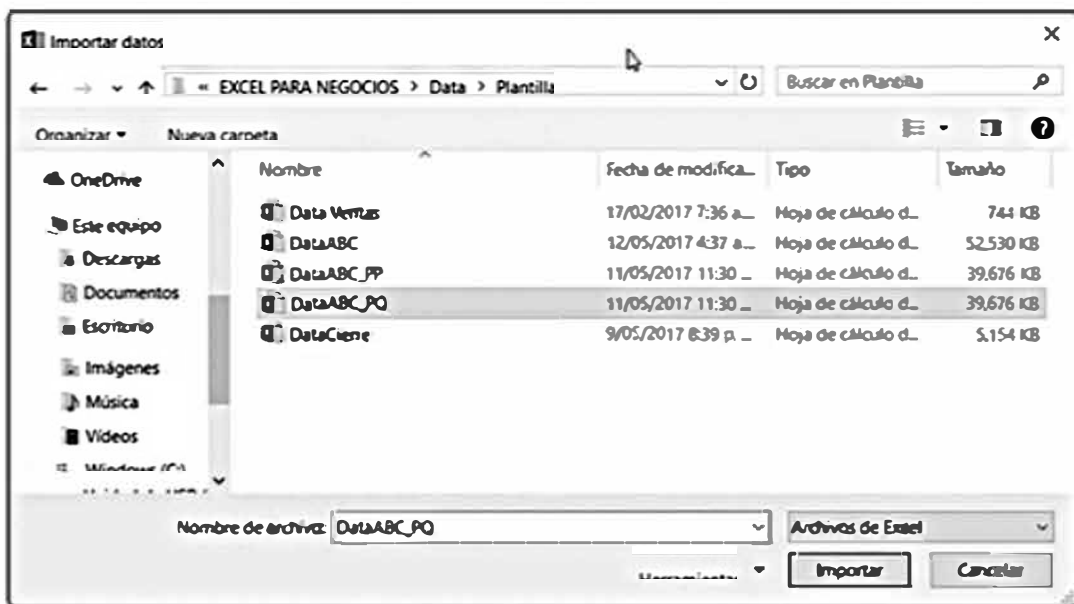 Importar datos
« EXCEL PARA NEGOCIOS > Data > Plantilla
Buscar en Plantilla
Organizar
Nueva carpeta
Nombre
Fecha de modifica...
Tipo
Tamaño
OneDrive
Este equipo
Descargas
Documentos
Escritorio
Imágenes
Música
Vídeos
Windows (C:)
Data Ventas 17/02/2017 7:36 a.... Hoja de cálculo d... 744 KB
DataABC 12/05/2017 4:37 a.... Hoja de cálculo d... 52,530 KB
DataABC_PP 11/05/2017 11:30 ... Hoja de cálculo d... 39,676 KB
DataABC_PQ 11/05/2017 11:30 ... Hoja de cálculo d... 39,676 KB
DataCierre 9/05/2017 8:39 p. ... Hoja de cálculo d... 5,154 KB
Nombre de archivo: DataABC_PQ
Archivos de Excel
Herramientas
Importar
Cancelar